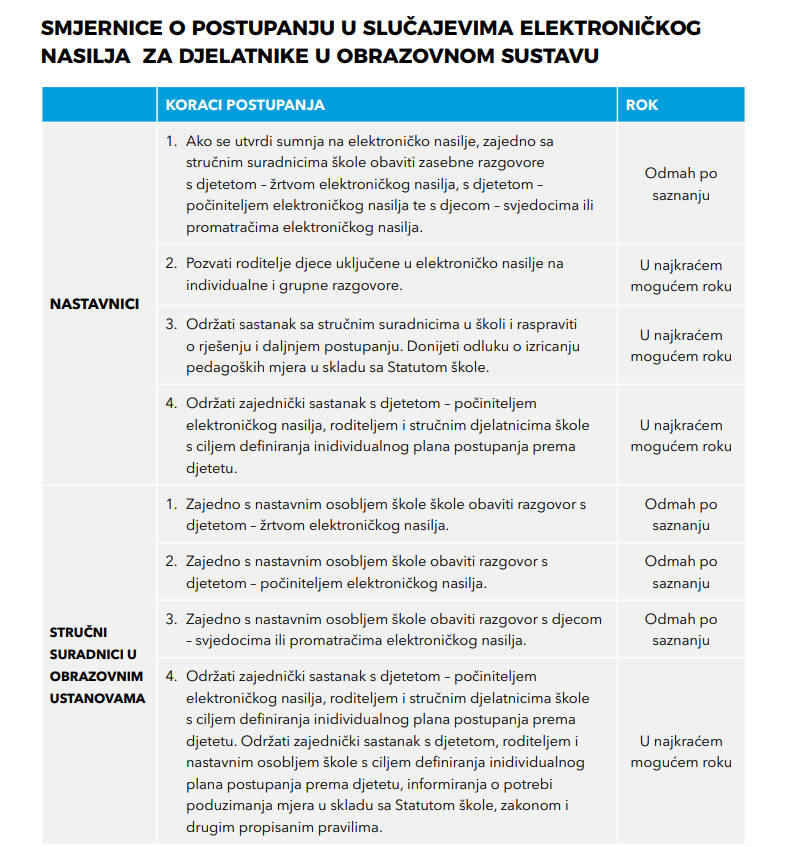 SMJERNICE O POSTUPANJU U SLUČAJEVIMA ELEKTRONIČKOG
NASILJA ZA DJELATNIKE U OBRAZOVNOM SUSTAVU
KORACI POSTUPANJA
ROK
NASTAVNICI
1. Ako se utvrdi sumnja na elektroničko nasilje, zajedno sa
stručnim suradnicima škole obaviti zasebne razgovore
s djetetom – žrtvom elektroničkog nasilja, s djetetom –
počiniteljem elektroničkog nasilja te s djecom – svjedocima ili
promatračima elektroničkog nasilja.
Odmah po
saznanju
2. Pozvati roditelje djece uključene u elektroničko nasilje na
individualne i grupne razgovore.
U najkraćem
mogućem roku
3. Održati sastanak sa stručnim suradnicima u školi i raspraviti
o rješenju i daljnjem postupanju. Donijeti odluku o izricanju
pedagoških mjera u skladu sa Statutom škole.
U najkraćem
mogućem roku
4. Održati zajednički sastanak s djetetom – počiniteljem
elektroničkog nasilja, roditeljem i stručnim djelatnicima škole
s ciljem definiranja inidividualnog plana postupanja prema
djetetu.
U najkraćem
mogućem roku
STRUČNI
SURADNICI U
OBRAZOVNIM
USTANOVAMA
1. Zajedno s nastavnim osobljem škole škole obaviti razgovor s
djetetom – žrtvom elektroničkog nasilja.
Odmah po
saznanju
2. Zajedno s nastavnim osobljem škole obaviti razgovor s
djetetom – počiniteljem elektroničkog nasilja.
Odmah po
saznanju
3. Zajedno s nastavnim osobljem škole obaviti razgovor s djecom
– svjedocima ili promatračima elektroničkog nasilja.
Odmah po
saznanju
4. Održati zajednički sastanak s djetetom – počiniteljem
elektroničkog nasilja, roditeljem i stručnim djelatnicima škole
s ciljem definiranja inidividualnog plana postupanja prema
djetetu. Održati zajednički sastanak s djetetom, roditeljem i
nastavnim osobljem škole s ciljem definiranja inidividualnog
plana postupanja prema djetetu, informiranja o potrebi
poduzimanja mjera u skladu sa Statutom škole, zakonom i
drugim propisanim pravilima.
U najkraćem
mogućem roku